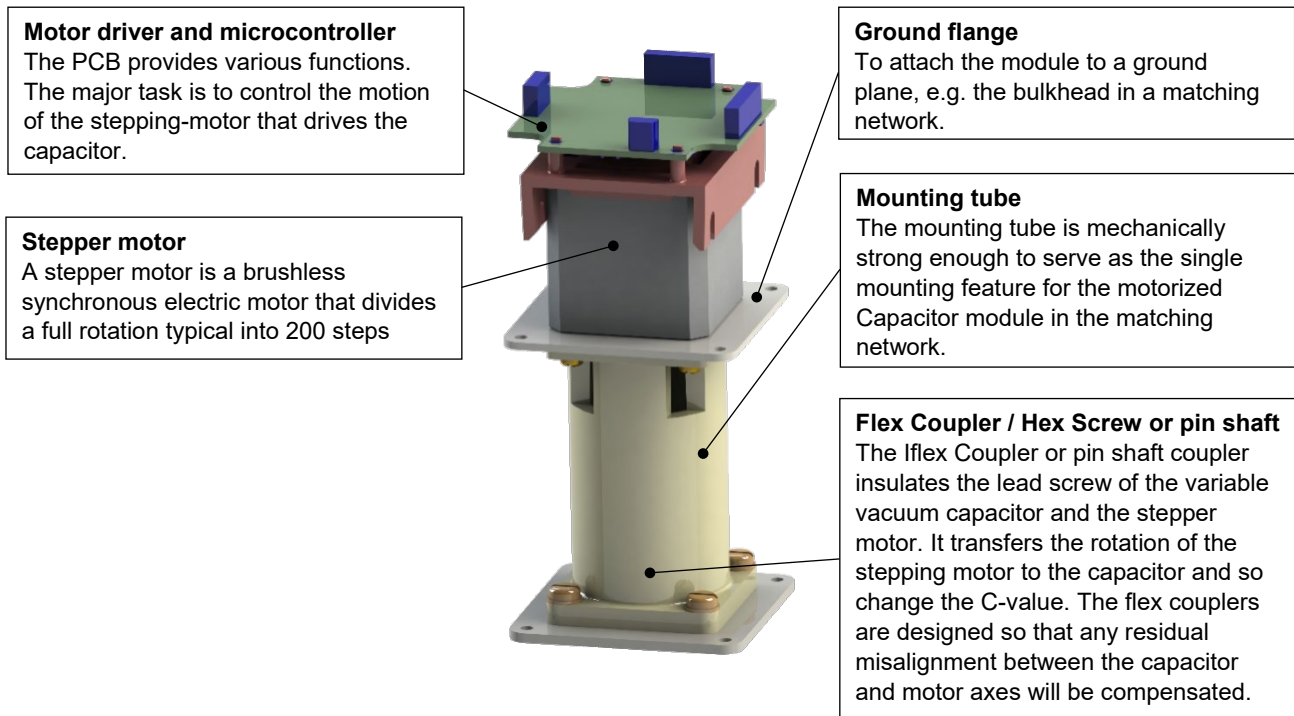 Motor driver and microcontroller
The PCB provides various functions.
The major task is to control the motion
of the stepping-motor that drives the
capacitor.
Stepper motor
A stepper motor is a brushless
synchronous electric motor that divides
a full rotation typical into 200 steps
Ground flange
To attach the module to a ground
plane, e.g. the bulkhead in a matching
network.
Mounting tube
The mounting tube is mechanically
strong enough to serve as the single
mounting feature for the motorized
Capacitor module in the matching
network.
Flex Coupler / Hex Screw or pin shaft
The Iflex Coupler or pin shaft coupler
insulates the lead screw of the variable
vacuum capacitor and the stepper
motor. It transfers the rotation of the
stepping motor to the capacitor and so
change the C-value. The flex couplers
are designed so that any residual
misalignment between the capacitor
and motor axes will be compensated.